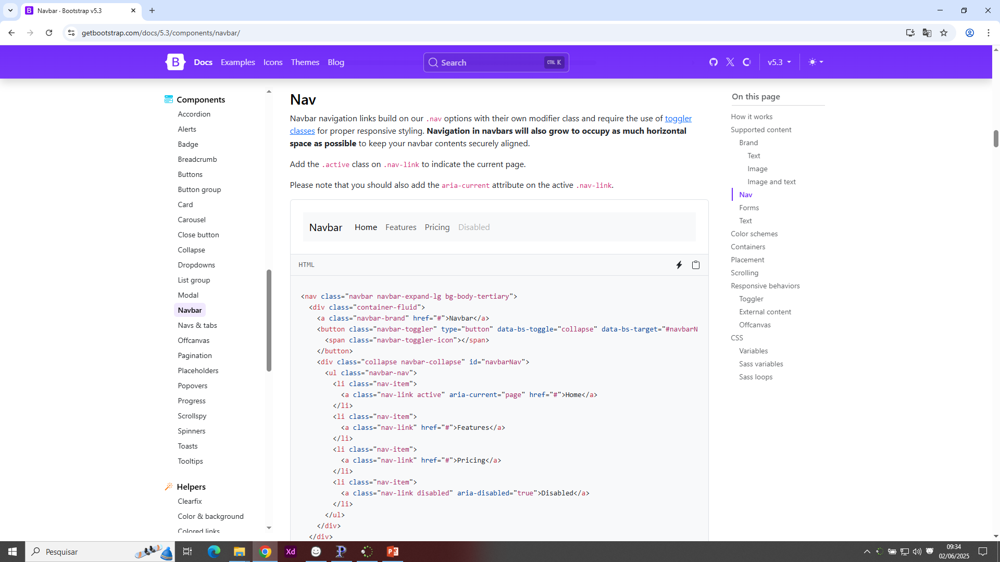 Navbar · Bootstrap v5.3
getbootstrap.com/docs/5.3/components/navbar/
B Docs Examples Icons Themes Blog
Search CTRL K
v5.3
Components
Accordion
Alerts
Badge
Breadcrumb
Buttons
Button group
Card
Carousel
Close button
Collapse
Dropdowns
List group
Modal
Navbar
Navs & tabs
Offcanvas
Pagination
Placeholders
Popovers
Progress
Scrollspy
Spinners
Toasts
Tooltips
Helpers
Clearfix
Color & background
Colored links
Nav
Navbar navigation links build on our .nav options with their own modifier class and require the use of toggler
classes for proper responsive styling. Navigation in navbars will also grow to occupy as much horizontal
space as possible to keep your navbar contents securely aligned.
Add the .active class on .nav-link to indicate the current page.
Please note that you should also add the aria-current attribute on the active .nav-link.
Navbar Home Features Pricing Disabled
HTML
<nav class="navbar navbar-expand-lg bg-body-tertiary">
<div class="container-fluid">
<a class="navbar-brand" href="#">Navbar</a>
<button class="navbar-toggler" type="button" data-bs-toggle="collapse" data-bs-target="#navbarN
<span class="navbar-toggler-icon"></span>
</button>
<div class="collapse navbar-collapse" id="navbarNav">
<ul class="navbar-nav">
<li class="nav-item">
<a class="nav-link active" aria-current="page" href="#">Home</a>
</li>
<li class="nav-item">
<a class="nav-link" href="#">Features</a>
</li>
<li class="nav-item">
<a class="nav-link" href="#">Pricing</a>
</li>
<li class="nav-item">
<a class="nav-link disabled" aria-disabled="true">Disabled</a>
</li>
</ul>
</div>
</div>
On this page
How it works
Supported content
Brand
Text
Image
Image and text
Nav
Forms
Text
Color schemes
Containers
Placement
Scrolling
Responsive behaviors
Toggler
External content
Offcanvas
CSS
Variables
Sass variables
Sass loops
Pesquisar
Xd
09:34
02/06/2025